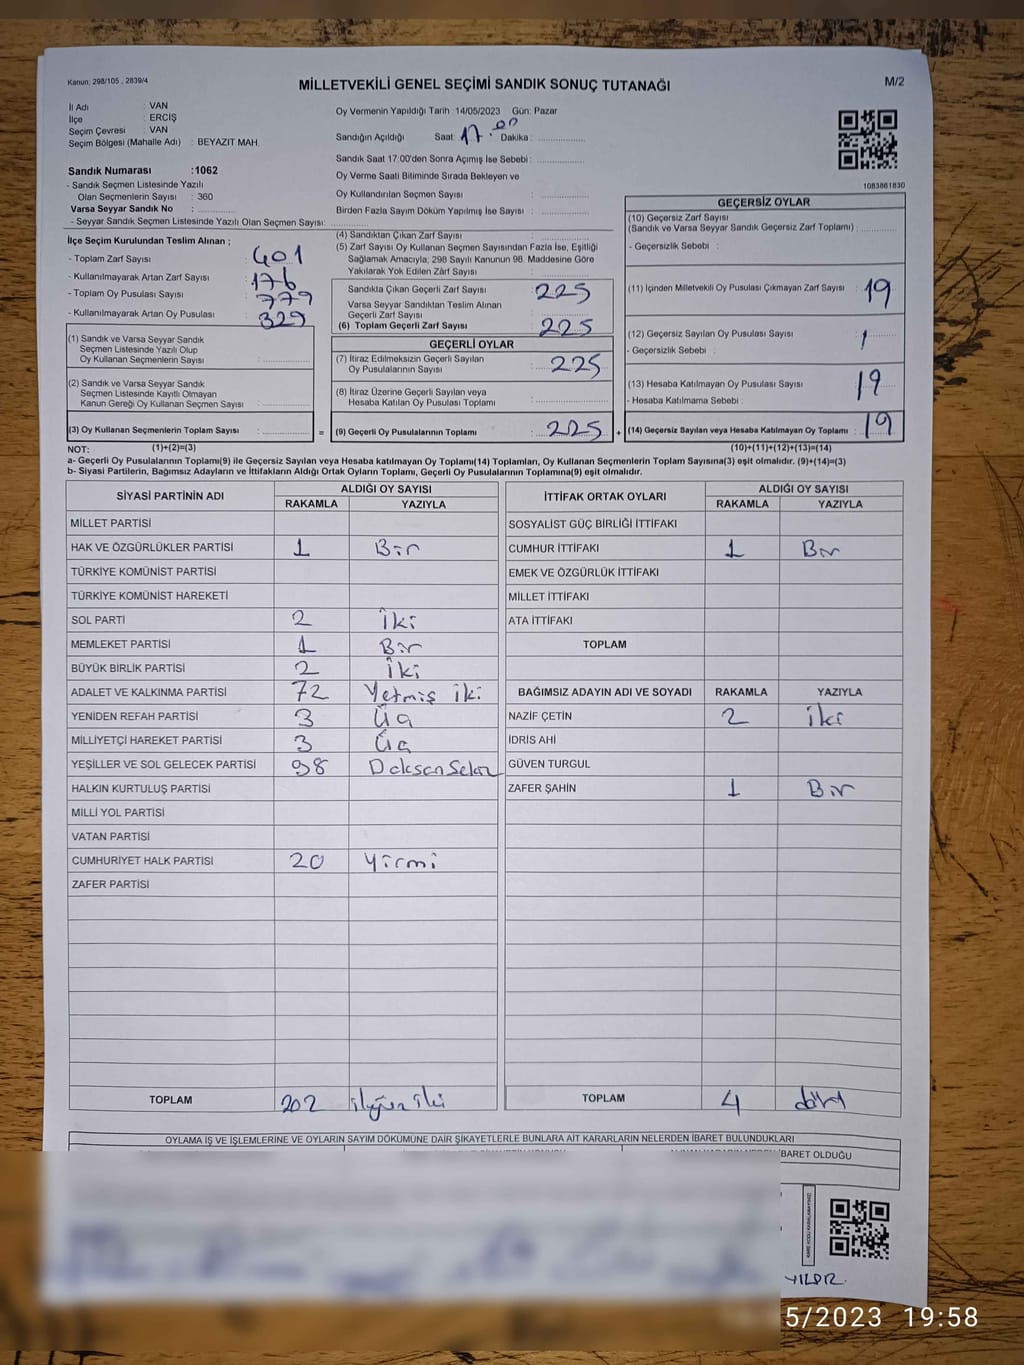 Kanun: 298/105 , 2839/4
MİLLETVEKİLİ GENEL SEÇİMİ SANDIK SONUÇ TUTANAĞI
M/2
İl Adı : VAN
İlçe : ERCİŞ
Seçim Çevresi : VAN
Seçim Bölgesi (Mahalle Adı) : BEYAZIT MAH.
Sandık Numarası :1062
- Sandık Seçmen Listesinde Yazılı
Olan Seçmenlerin Sayısı : 360
Varsa Seyyar Sandık No :
- Seyyar Sandık Seçmen Listesinde Yazılı Olan Seçmen Sayısı:
İlçe Seçim Kurulundan Teslim Alınan ;
- Toplam Zarf Sayısı : 401
- Kullanılmayarak Artan Zarf Sayısı : 176
- Toplam Oy Pusulası Sayısı : 779
- Kullanılmayarak Artan Oy Pusulası : 329
(1) Sandık ve Varsa Seyyar Sandık
Seçmen Listesinde Yazılı Olup
Oy Kullanan Seçmenlerin Sayısı :
(2) Sandık ve Varsa Seyyar Sandık
Seçmen Listesinde Kayıtlı Olmayan
Kanun Gereği Oy Kullanan Seçmen Sayısı :
(3) Oy Kullanan Seçmenlerin Toplam Sayısı :
Oy Vermenin Yapıldığı Tarih :14/05/2023 Gün: Pazar
Sandığın Açıldığı Saat: 17.00 Dakika :
Sandık Saat 17:00'den Sonra Açımış İse Sebebi :
Oy Verme Saati Bitiminde Sırada Bekleyen ve
Oy Kullandırılan Seçmen Sayısı :
Birden Fazla Sayım Döküm Yapılmış İse Sayısı :
(4) Sandıktan Çıkan Zarf Sayısı :
(5) Zarf Sayısı Oy Kullanan Seçmen Sayısından Fazla İse, Eşitliği
Sağlamak Amacıyla; 298 Sayılı Kanunun 98. Maddesine Göre
Yakılarak Yok Edilen Zarf Sayısı :
Sandıkla Çıkan Geçerli Zarf Sayısı : 225
Varsa Seyyar Sandıktan Teslim Alınan
Geçerli Zarf Sayısı :
(6) Toplam Geçerli Zarf Sayısı : 225
GEÇERLİ OYLAR
(7) İtiraz Edilmeksizin Geçerli Sayılan
Oy Pusulalarının Sayısı : 225
(8) İtiraz Üzerine Geçerli Sayılan veya
Hesaba Katılan Oy Pusulası Toplamı :
= (9) Geçerli Oy Pusulalarının Toplamı : 225 +
1083861830
GEÇERSİZ OYLAR
(10) Geçersiz Zarf Sayısı
(Sandık ve Varsa Seyyar Sandık Geçersiz Zarf Toplamı) :
- Geçersizlik Sebebi :
(11) İçinden Milletvekili Oy Pusulası Çıkmayan Zarf Sayısı : 19
(12) Geçersiz Sayılan Oy Pusulası Sayısı : 1
- Geçersizlik Sebebi :
(13) Hesaba Katılmayan Oy Pusulası Sayısı : 19
- Hesaba Katılmama Sebebi :
(14) Geçersiz Sayılan veya Hesaba Katılmayan Oy Toplamı : 19
NOT: (1)+(2)=(3) (10)+(11)+(12)+(13)=(14)
a- Geçerli Oy Pusulalarının Toplamı(9) ile Geçersiz Sayılan veya Hesaba katılmayan Oy Toplamı(14) Toplamları, Oy Kullanan Seçmenlerin Toplam Sayısına(3) eşit olmalıdır. (9)+(14)=(3)
b- Siyasi Partilerin, Bağımsız Adayların ve İttifakların Aldığı Ortak Oyların Toplamı, Geçerli Oy Pusulalarının Toplamına(9) eşit olmalıdır.
SİYASİ PARTİNİN ADI ALDIĞI OY SAYISI
RAKAMLA YAZIYLA
MİLLET PARTİSİ
HAK VE ÖZGÜRLÜKLER PARTİSİ 1 Bir
TÜRKİYE KOMÜNİST PARTİSİ
TÜRKİYE KOMÜNİST HAREKETİ
SOL PARTİ 2 İki
MEMLEKET PARTİSİ 1 Bir
BÜYÜK BİRLİK PARTİSİ 2 İki
ADALET VE KALKINMA PARTİSİ 72 Yetmiş iki
YENİDEN REFAH PARTİSİ 3 Üç
MİLLİYETÇİ HAREKET PARTİSİ 3 Üç
YEŞİLLER VE SOL GELECEK PARTİSİ 98 Doksan Sekiz
HALKIN KURTULUŞ PARTİSİ
MİLLİ YOL PARTİSİ
VATAN PARTİSİ
CUMHURİYET HALK PARTİSİ 20 Yirmi
ZAFER PARTİSİ
TOPLAM 202 ikiyüz iki
İTTİFAK ORTAK OYLARI ALDIĞI OY SAYISI
RAKAMLA YAZIYLA
SOSYALİST GÜÇ BİRLİĞİ İTTİFAKI
CUMHUR İTTİFAKI 1 Bir
EMEK VE ÖZGÜRLÜK İTTİFAKI
MİLLET İTTİFAKI
ATA İTTİFAKI
TOPLAM
BAĞIMSIZ ADAYIN ADI VE SOYADI RAKAMLA YAZIYLA
NAZİF ÇETİN 2 iki
İDRİS AHİ
GÜVEN TURGUL
ZAFER ŞAHİN 1 Bir
TOPLAM 4 dört
OYLAMA İŞ VE İŞLEMLERİNE VE OYLARIN SAYIM DÖKÜMÜNE DAİR ŞİKAYETLERLE BUNLARA AİT KARARLARIN NELERDEN İBARET BULUNDUKLARI
İBARET OLDUĞU
YILDIZ.
5/2023 19:58